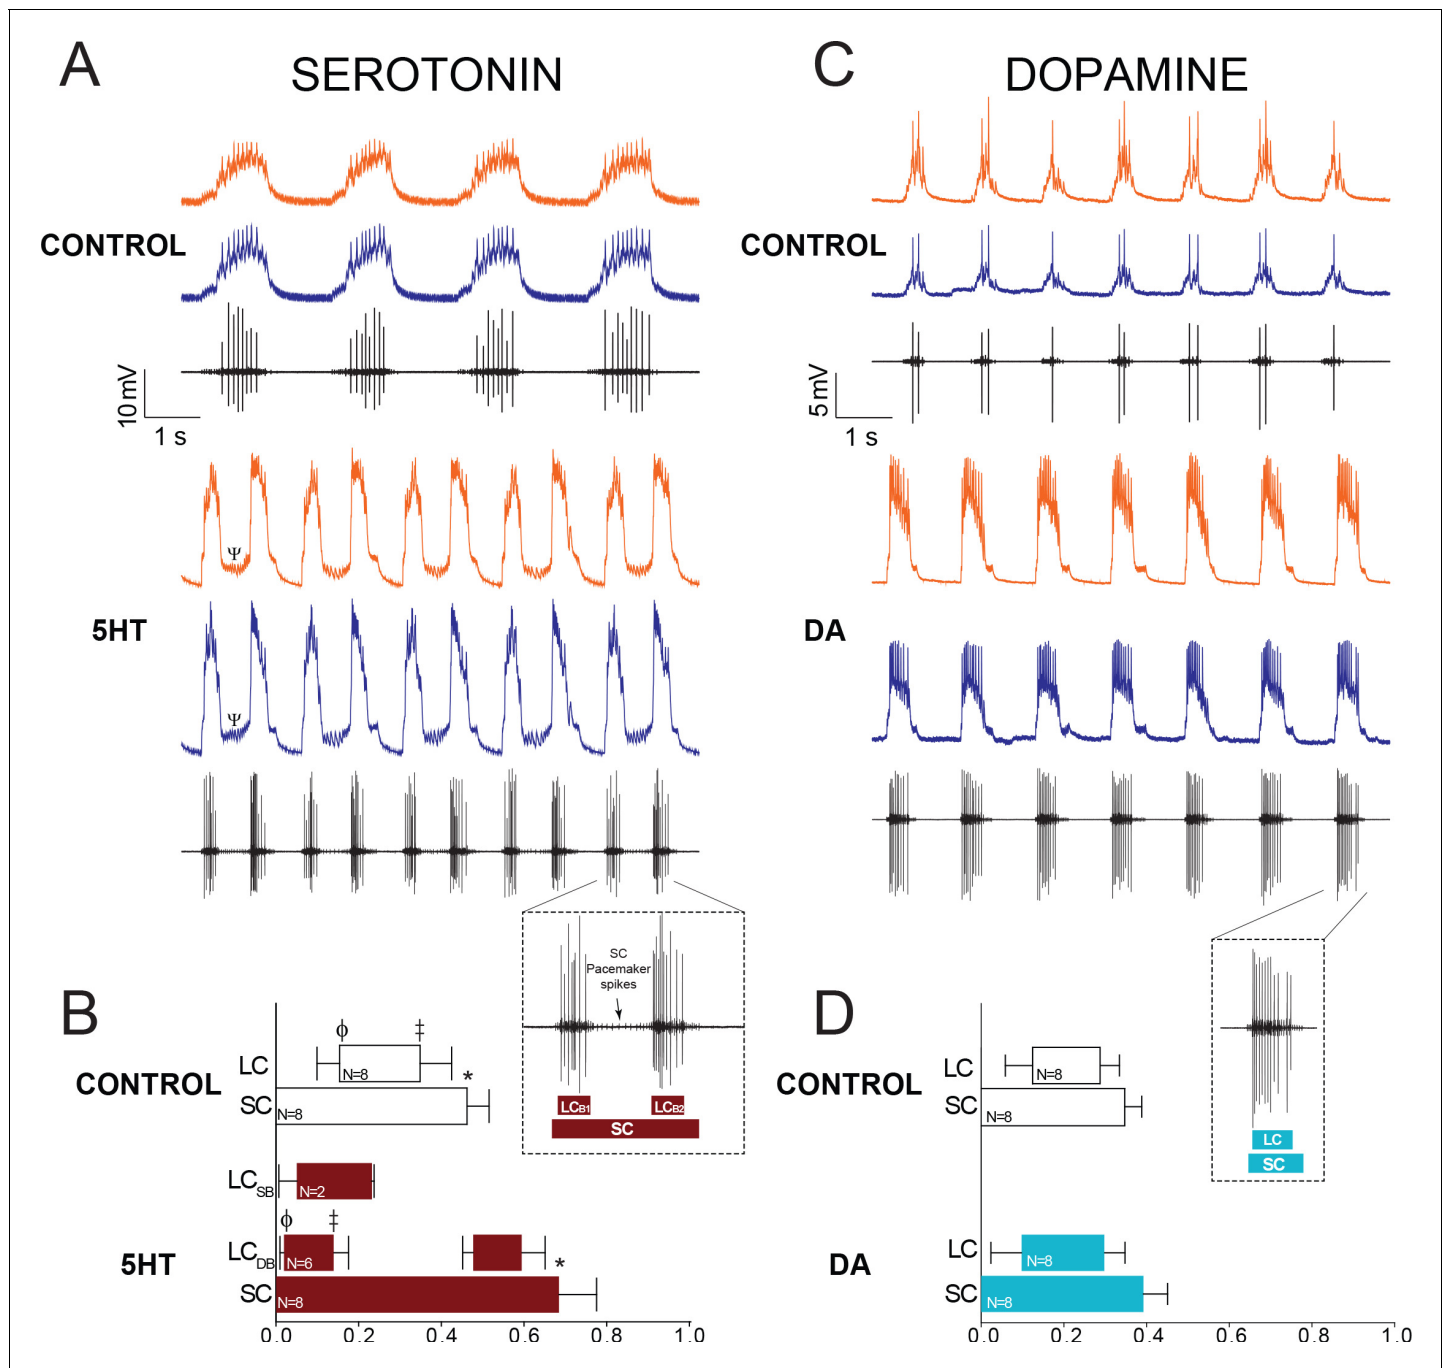 A
SEROTONIN
CONTROL
10 mV
1 s
Ψ
5HT
Ψ
SC
Pacemaker
spikes
LCB1
LCB2
SC
B
ϕ
‡
LC
N=8
*
CONTROL
SC
N=8
LCSB
N=2
ϕ
‡
LCDB
N=6
*
5HT
SC
N=8
0.0
0.2
0.4
0.6
0.8
1.0
C
DOPAMINE
CONTROL
5 mV
1 s
DA
LC
SC
D
LC
N=8
CONTROL
SC
N=8
LC
N=8
DA
SC
N=8
0.0
0.2
0.4
0.6
0.8
1.0